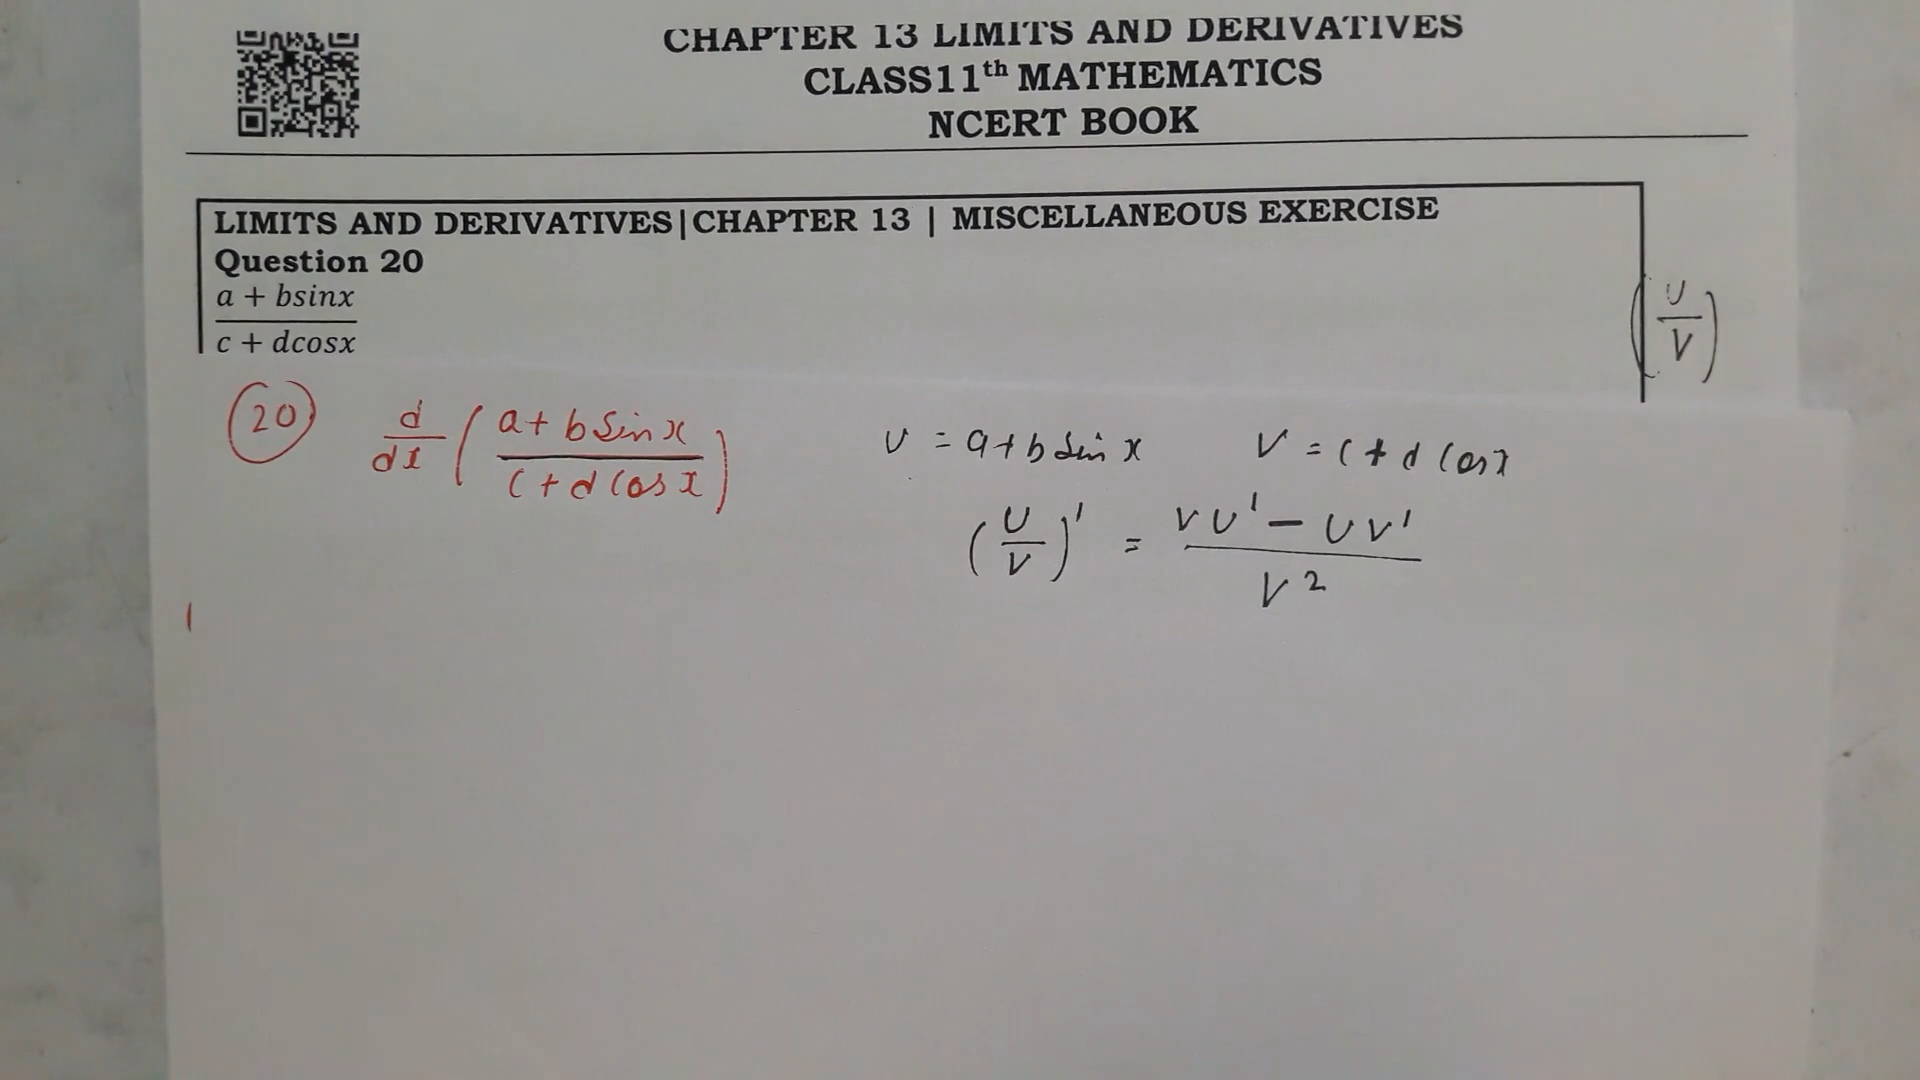 CHAPTER 13 LIMITS AND DERIVATIVES
CLASS11th MATHEMATICS
NCERT BOOK
LIMITS AND DERIVATIVES|CHAPTER 13 | MISCELLANEOUS EXERCISE
Question 20
a + bsinx
c + dcosx
(U/V)
20 d/dx (a + b Sin x / c + d Cos x) U = a + b Sin x V = c + d Cos x
(U/V)' = VU' - UV' / V²